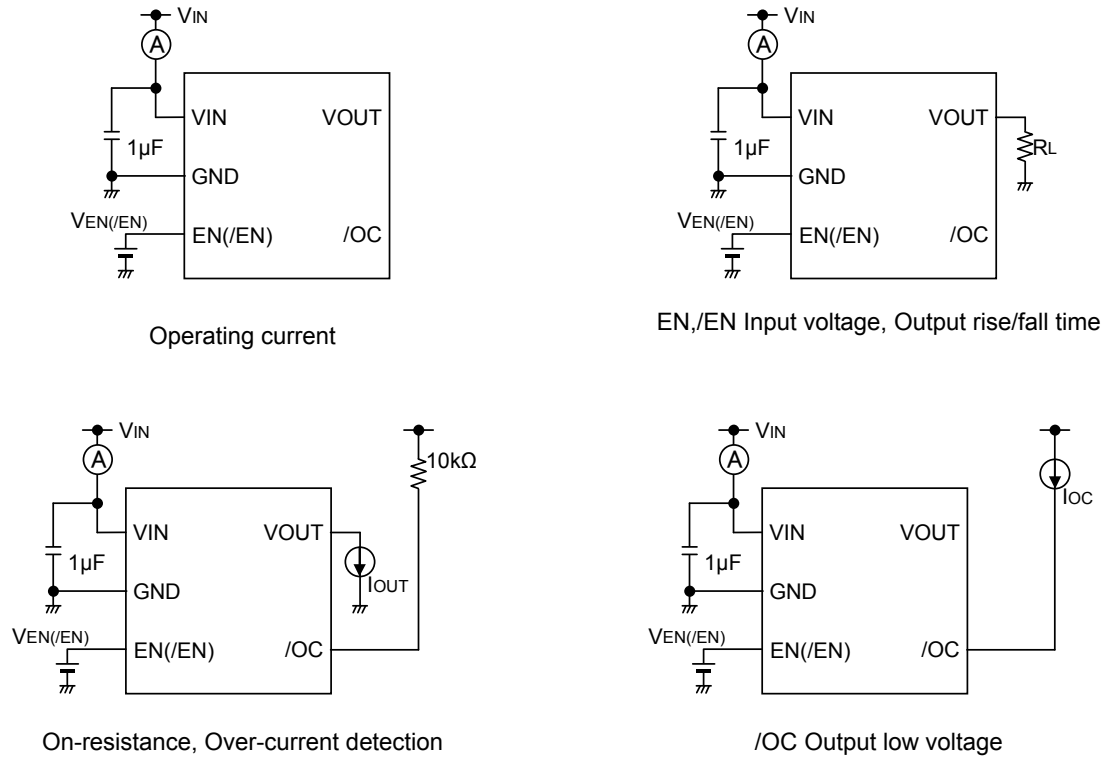 VIN
A
VIN
VOUT
1µF
GND
VEN(/EN)
EN(/EN)
/OC
Operating current
VIN
A
VIN
VOUT
1µF
RL
GND
VEN(/EN)
EN(/EN)
/OC
EN,/EN Input voltage, Output rise/fall time
VIN
A
10kΩ
VIN
VOUT
1µF
IOUT
GND
VEN(/EN)
EN(/EN)
/OC
On-resistance, Over-current detection
VIN
A
IOC
VIN
VOUT
1µF
GND
VEN(/EN)
EN(/EN)
/OC
/OC Output low voltage